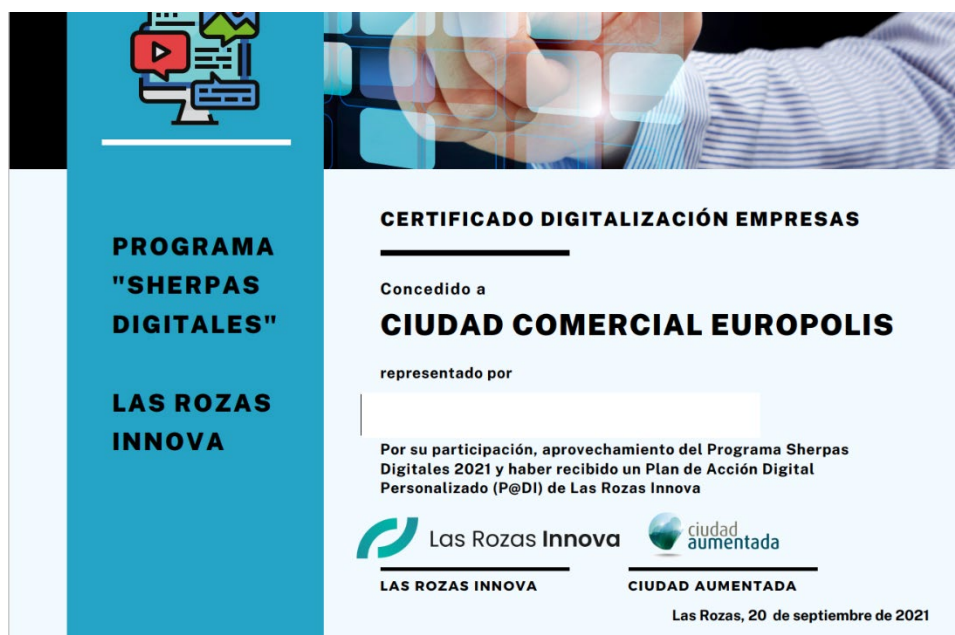 PROGRAMA
"SHERPAS
DIGITALES"
LAS ROZAS
INNOVA
CERTIFICADO DIGITALIZACIÓN EMPRESAS
Concedido a
CIUDAD COMERCIAL EUROPOLIS
representado por
Por su participación, aprovechamiento del Programa Sherpas
Digitales 2021 y haber recibido un Plan de Acción Digital
Personalizado (P@DI) de Las Rozas Innova
Las Rozas Innova
ciudad
aumentada
LAS ROZAS INNOVA
CIUDAD AUMENTADA
Las Rozas, 20 de septiembre de 2021